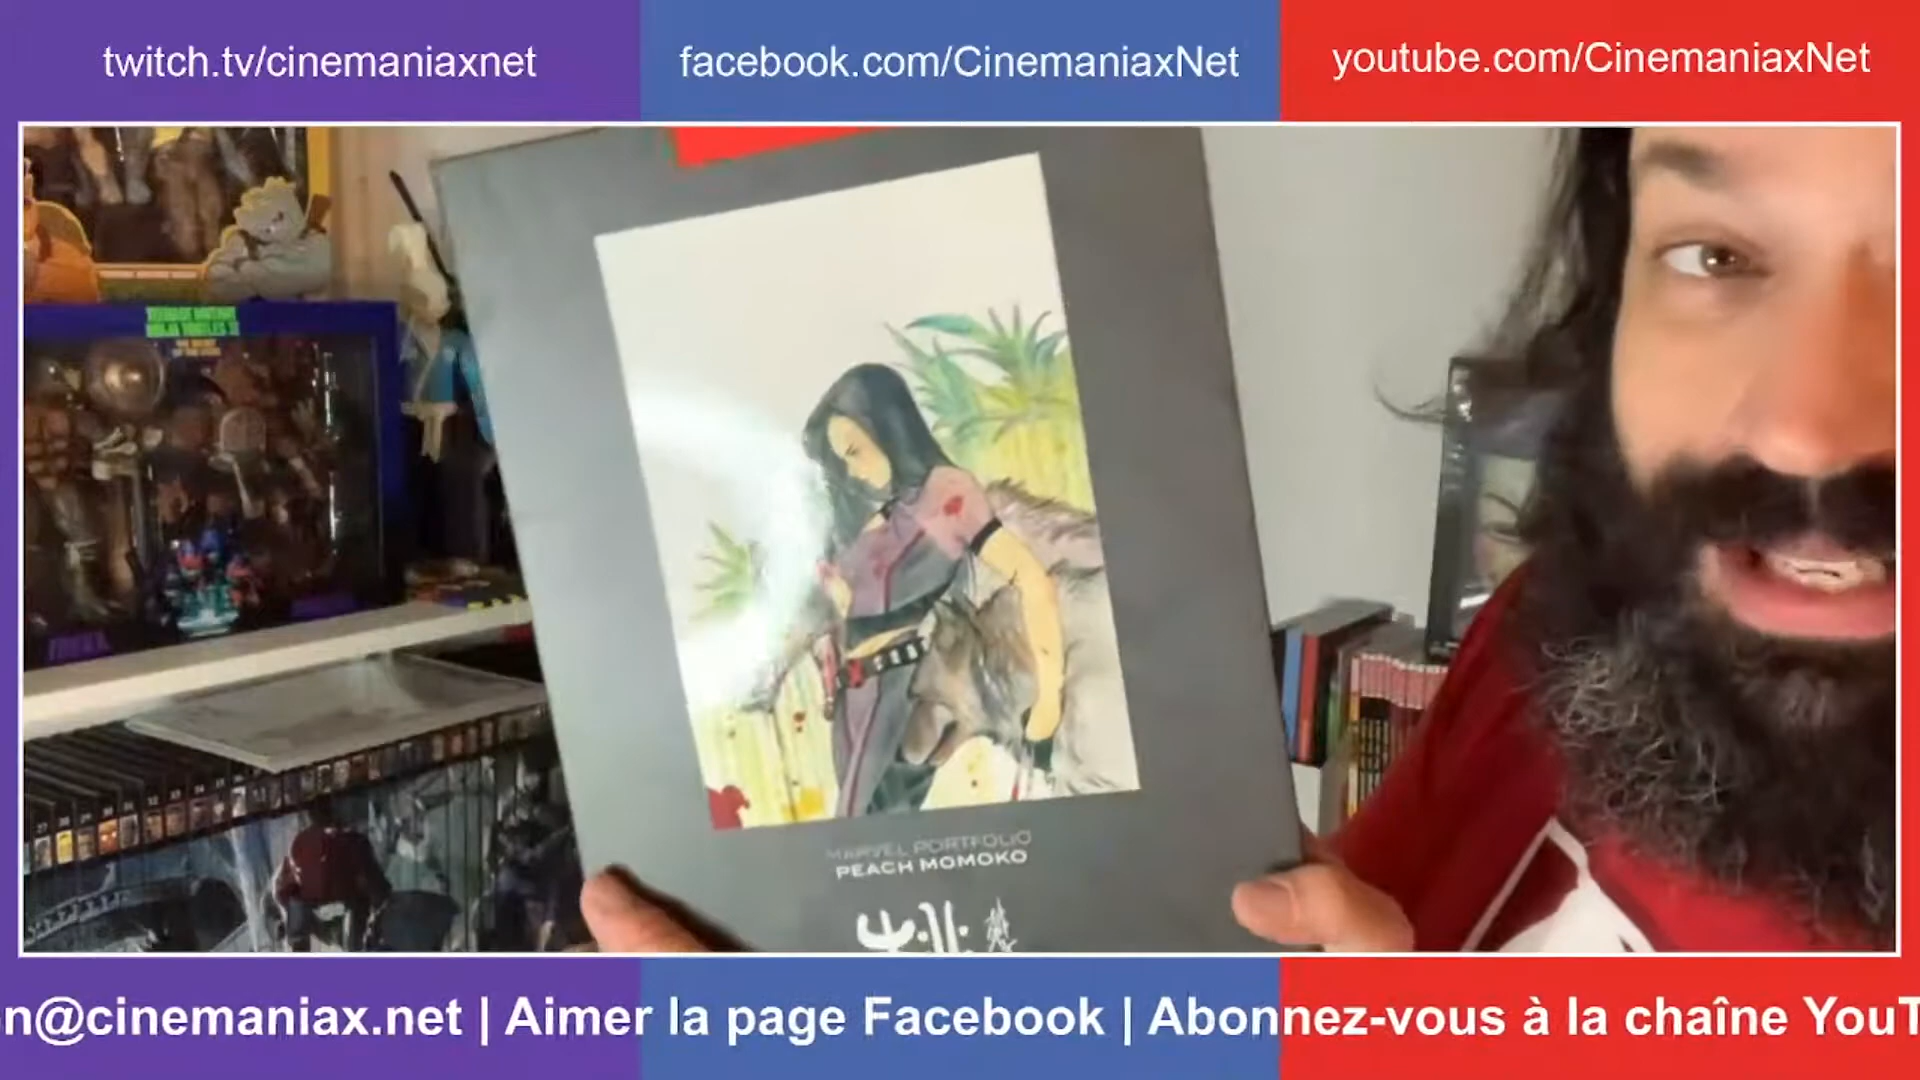 twitch.tv/cinemaniaxnet
facebook.com/CinemaniaxNet
youtube.com/CinemaniaxNet
MARVEL PORTFOLIO
PEACH MOMOKO
n@cinemaniax.net | Aimer la page Facebook | Abonnez-vous à la chaîne YouT